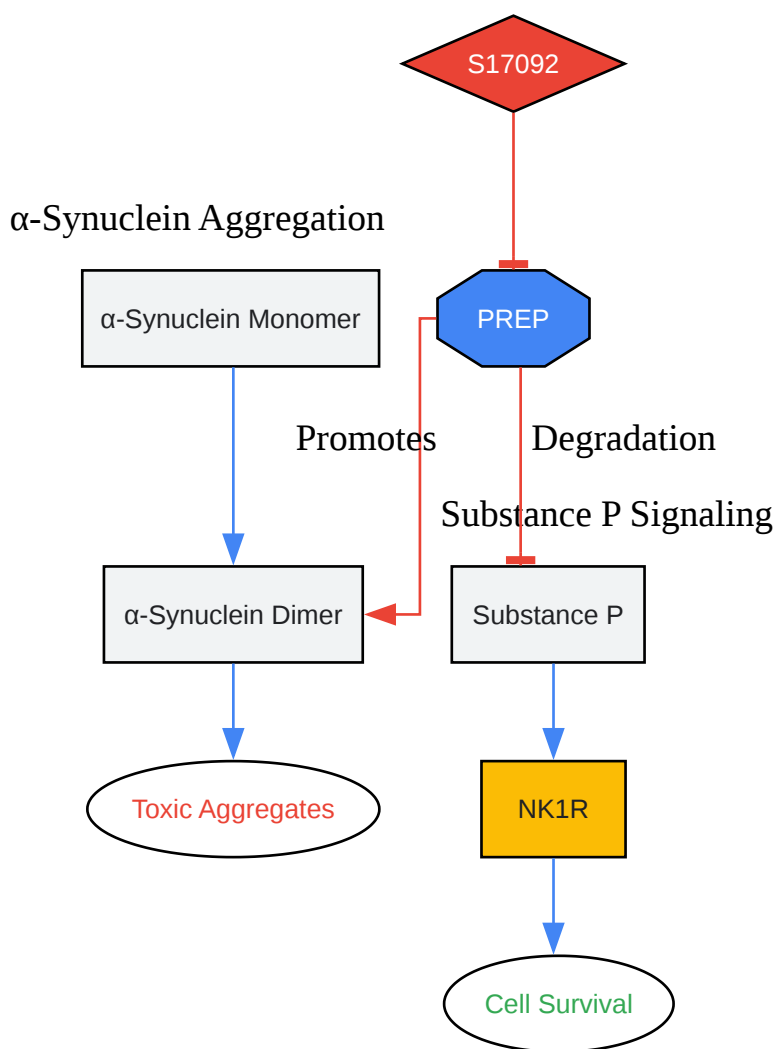 S17092
α-Synuclein Aggregation
α-Synuclein Monomer
PREP
Promotes
Degradation
Substance P Signaling
α-Synuclein Dimer
Substance P
Toxic Aggregates
NK1R
Cell Survival